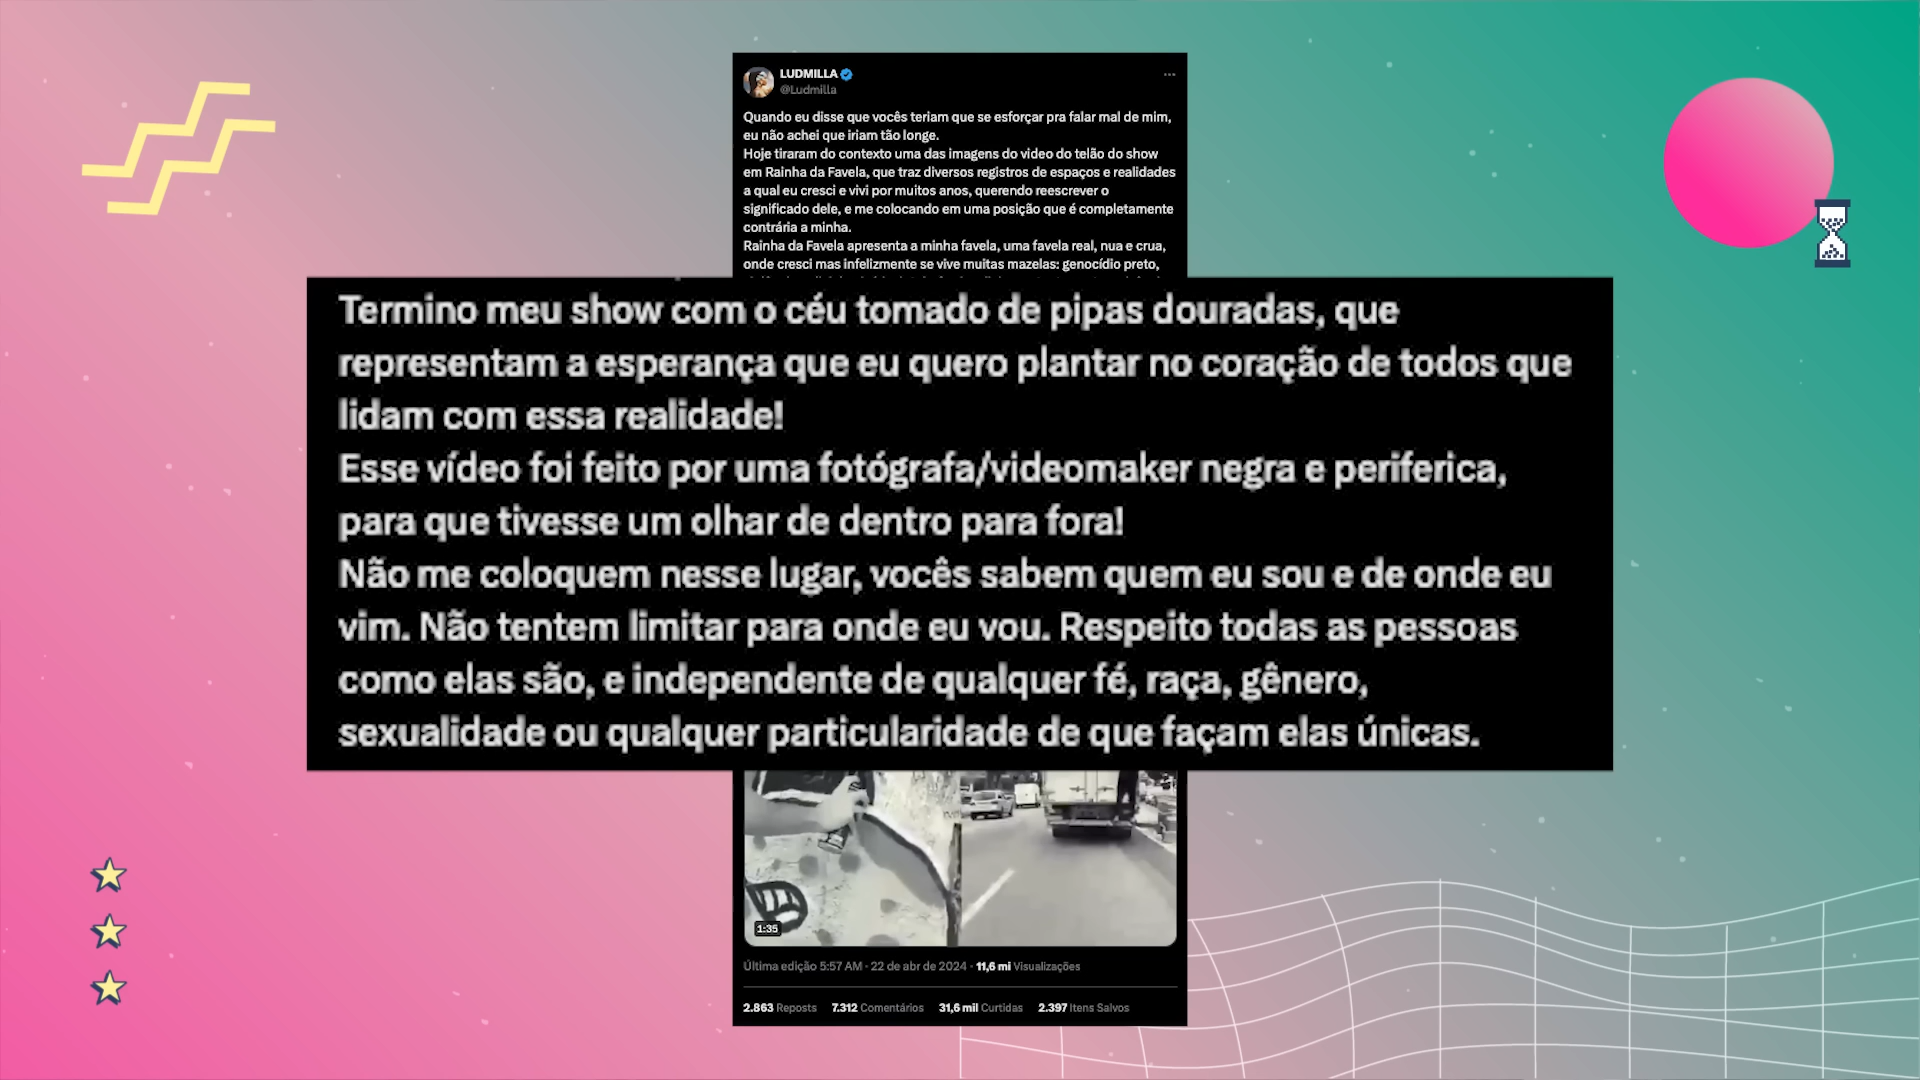 LUDMILLA
@Ludmilla
Quando eu disse que vocês teriam que se esforçar pra falar mal de mim,
eu não achei que iriam tão longe.
Hoje tiraram do contexto uma das imagens do video do telão do show
em Rainha da Favela, que traz diversos registros de espaços e realidades
a qual eu cresci e vivi por muitos anos, querendo reescrever o
significado dele, e me colocando em uma posição que é completamente
contrária a minha.
Rainha da Favela apresenta a minha favela, uma favela real, nua e crua,
onde cresci mas infelizmente se vive muitas mazelas: genocídio preto,
Termino meu show com o céu tomado de pipas douradas, que
representam a esperança que eu quero plantar no coração de todos que
lidam com essa realidade!
Esse vídeo foi feito por uma fotógrafa/videomaker negra e periferica,
para que tivesse um olhar de dentro para fora!
Não me coloquem nesse lugar, vocês sabem quem eu sou e de onde eu
vim. Não tentem limitar para onde eu vou. Respeito todas as pessoas
como elas são, e independente de qualquer fé, raça, gênero,
sexualidade ou qualquer particularidade de que façam elas únicas.
1:35
Última edição 5:57 AM · 22 de abr de 2024 · 11,6 mi Visualizações
2.863 Reposts 7.312 Comentários 31,6 mil Curtidas 2.397 Itens Salvos